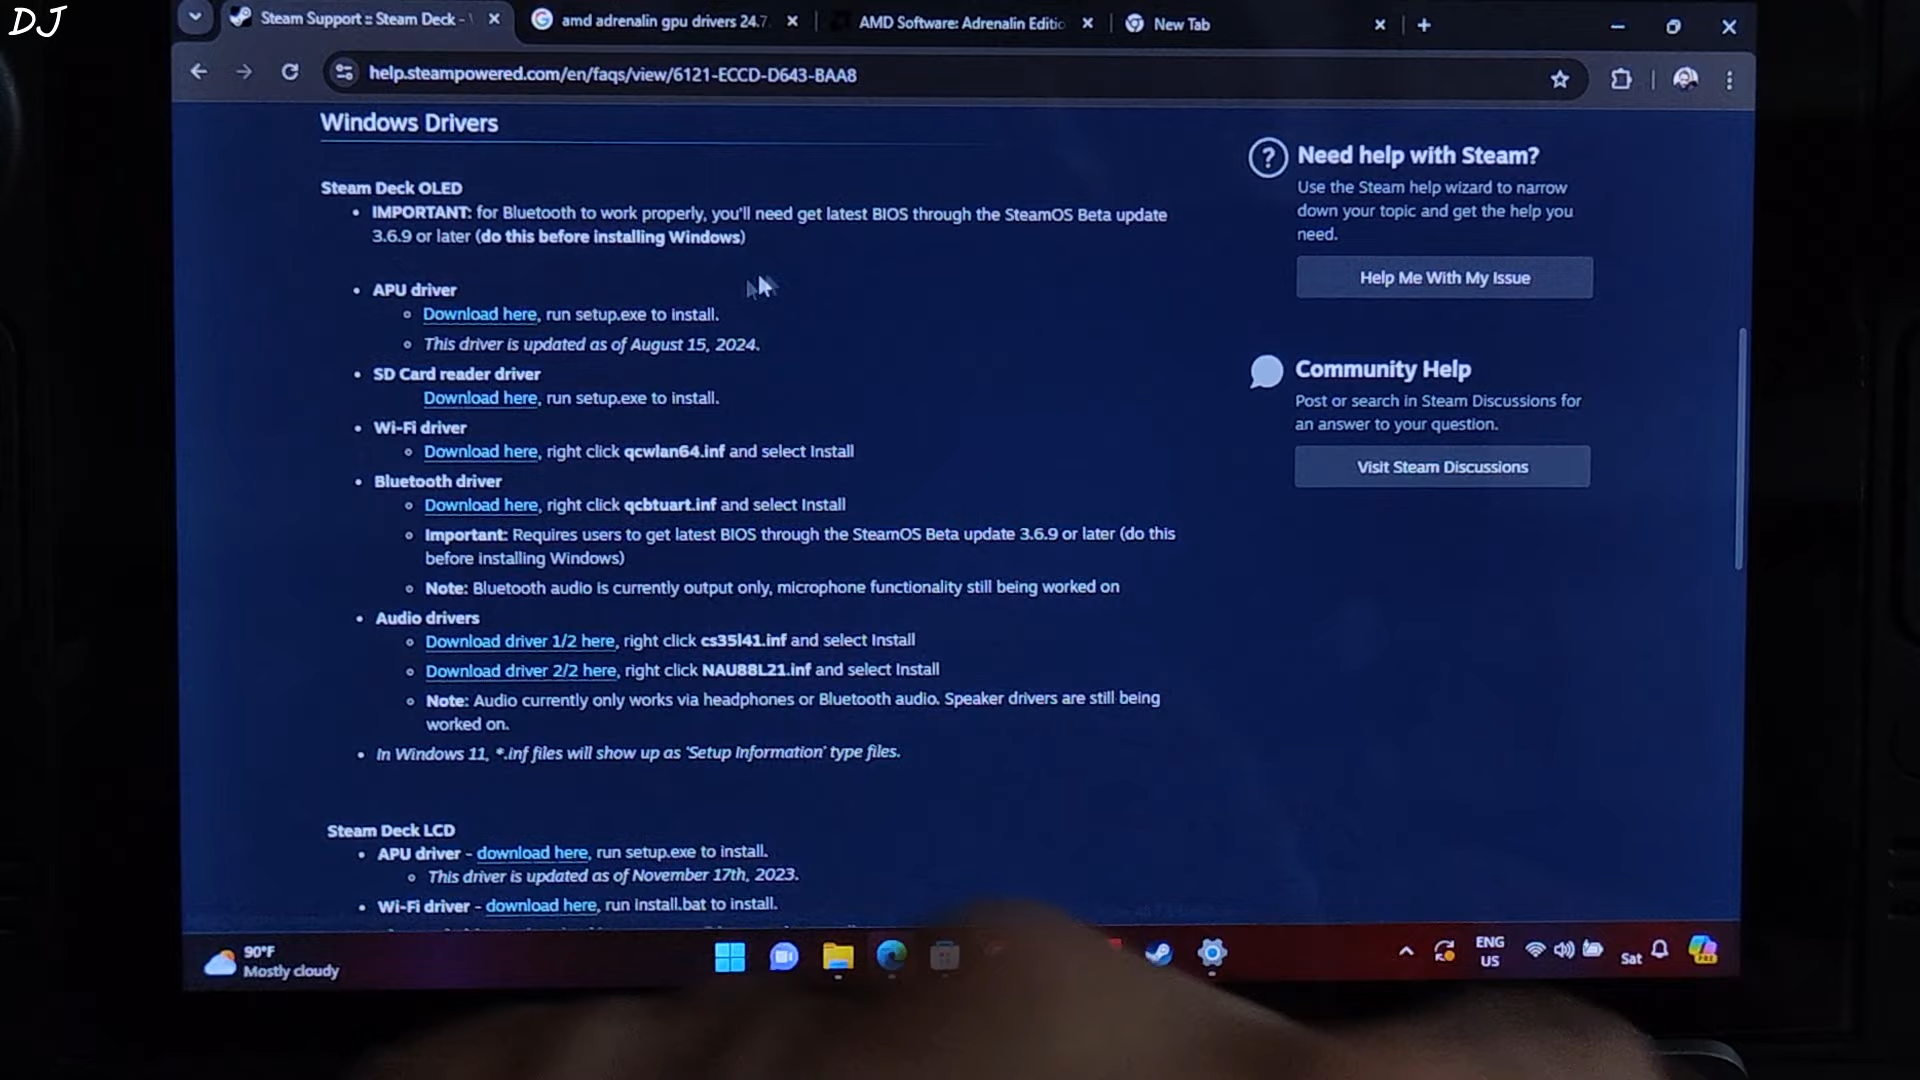 DJ
Steam Support :: Steam Deck -
amd adrenalin gpu drivers 24.7.
AMD Software: Adrenalin Editio
New Tab
help.steampowered.com/en/faqs/view/6121-ECCD-D643-BAA8
Windows Drivers
Steam Deck OLED
IMPORTANT: for Bluetooth to work properly, you'll need get latest BIOS through the SteamOS Beta update
3.6.9 or later (do this before installing Windows)
APU driver
Download here, run setup.exe to install.
This driver is updated as of August 15, 2024.
SD Card reader driver
Download here, run setup.exe to install.
Wi-Fi driver
Download here, right click qcwlan64.inf and select Install
Bluetooth driver
Download here, right click qcbtuart.inf and select Install
Important: Requires users to get latest BIOS through the SteamOS Beta update 3.6.9 or later (do this
before installing Windows)
Note: Bluetooth audio is currently output only, microphone functionality still being worked on
Audio drivers
Download driver 1/2 here, right click cs35l41.inf and select Install
Download driver 2/2 here, right click NAU88L21.inf and select Install
Note: Audio currently only works via headphones or Bluetooth audio. Speaker drivers are still being
worked on.
In Windows 11, *.inf files will show up as 'Setup Information' type files.
Steam Deck LCD
APU driver - download here, run setup.exe to install.
This driver is updated as of November 17th, 2023.
Wi-Fi driver - download here, run install.bat to install.
Need help with Steam?
Use the Steam help wizard to narrow
down your topic and get the help you
need.
Help Me With My Issue
Community Help
Post or search in Steam Discussions for
an answer to your question.
Visit Steam Discussions
90°F
Mostly cloudy
ENG
US
Sat
PRE